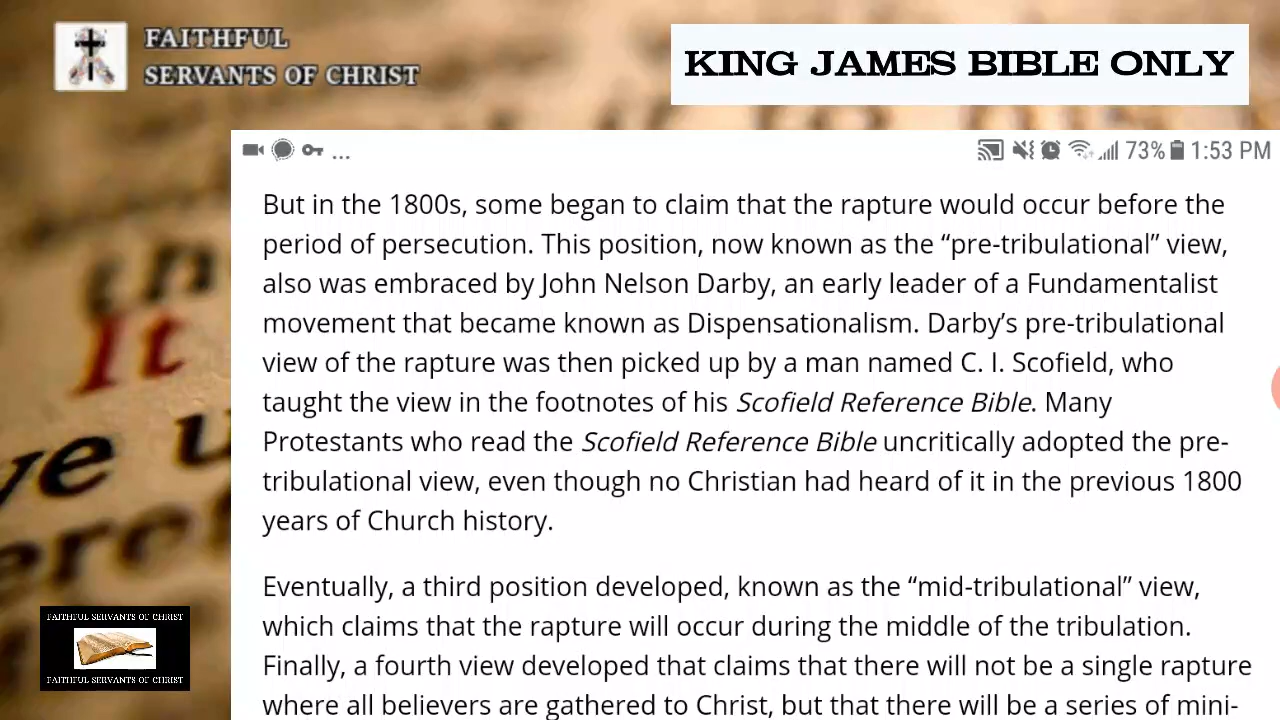 FAITHFUL
SERVANTS OF CHRIST
KING JAMES BIBLE ONLY
... 73% 1:53 PM
But in the 1800s, some began to claim that the rapture would occur before the
period of persecution. This position, now known as the “pre-tribulational” view,
also was embraced by John Nelson Darby, an early leader of a Fundamentalist
movement that became known as Dispensationalism. Darby’s pre-tribulational
view of the rapture was then picked up by a man named C. I. Scofield, who
taught the view in the footnotes of his Scofield Reference Bible. Many
Protestants who read the Scofield Reference Bible uncritically adopted the pre-
tribulational view, even though no Christian had heard of it in the previous 1800
years of Church history.
Eventually, a third position developed, known as the “mid-tribulational” view,
which claims that the rapture will occur during the middle of the tribulation.
Finally, a fourth view developed that claims that there will not be a single rapture
where all believers are gathered to Christ, but that there will be a series of mini-
It
ve u
FAITHFUL SERVANTS OF CHRIST
FAITHFUL SERVANTS OF CHRIST